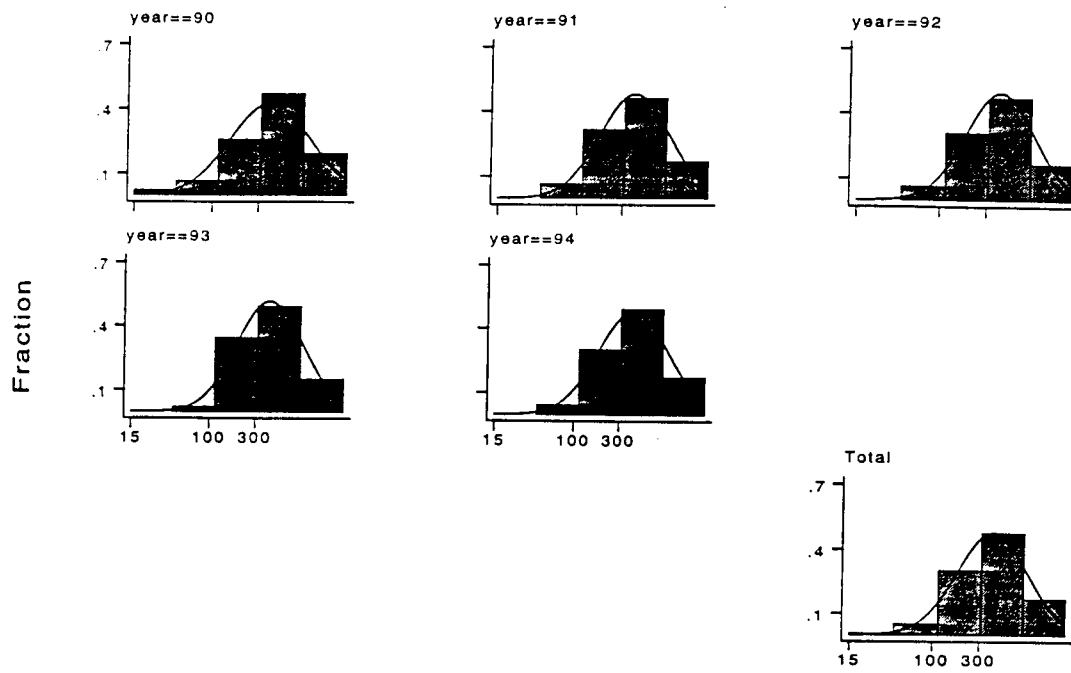 year==90
year==91
year==92
.7
.4
.1
year==93
year==94
.7
.4
.1
15 100 300
15 100 300
Fraction
Total
.7
.4
.1
15 100 300